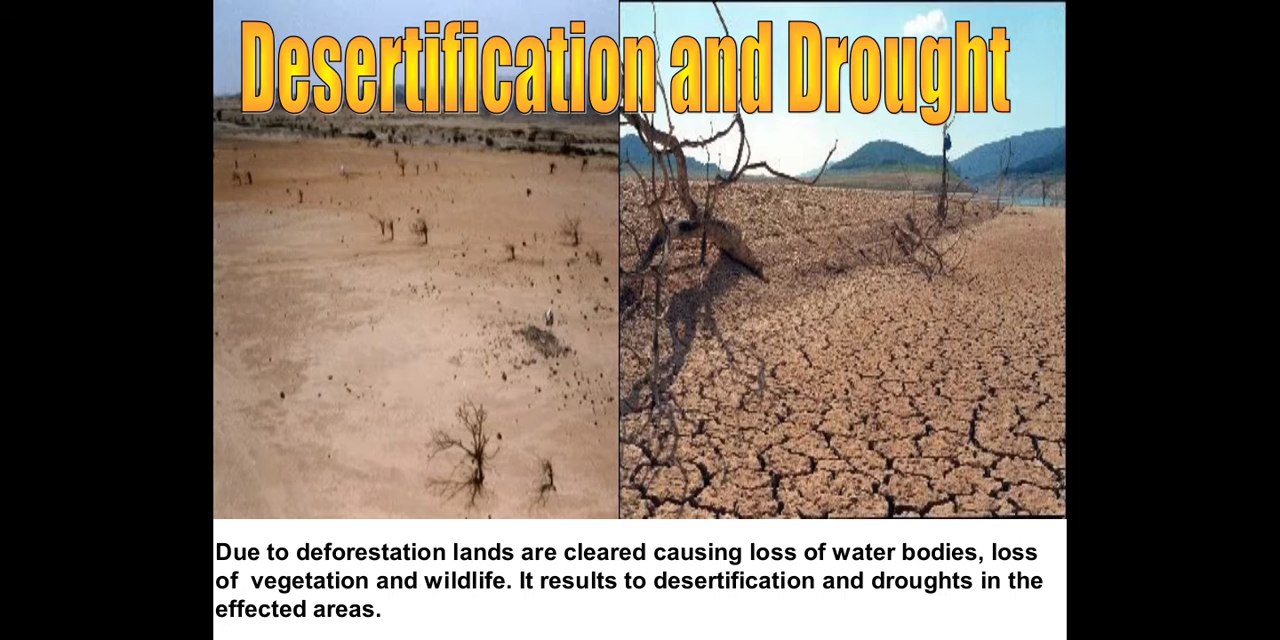 Desertification and Drought
Due to deforestation lands are cleared causing loss of water bodies, loss
of  vegetation and wildlife. It results to desertification and droughts in the
effected areas.